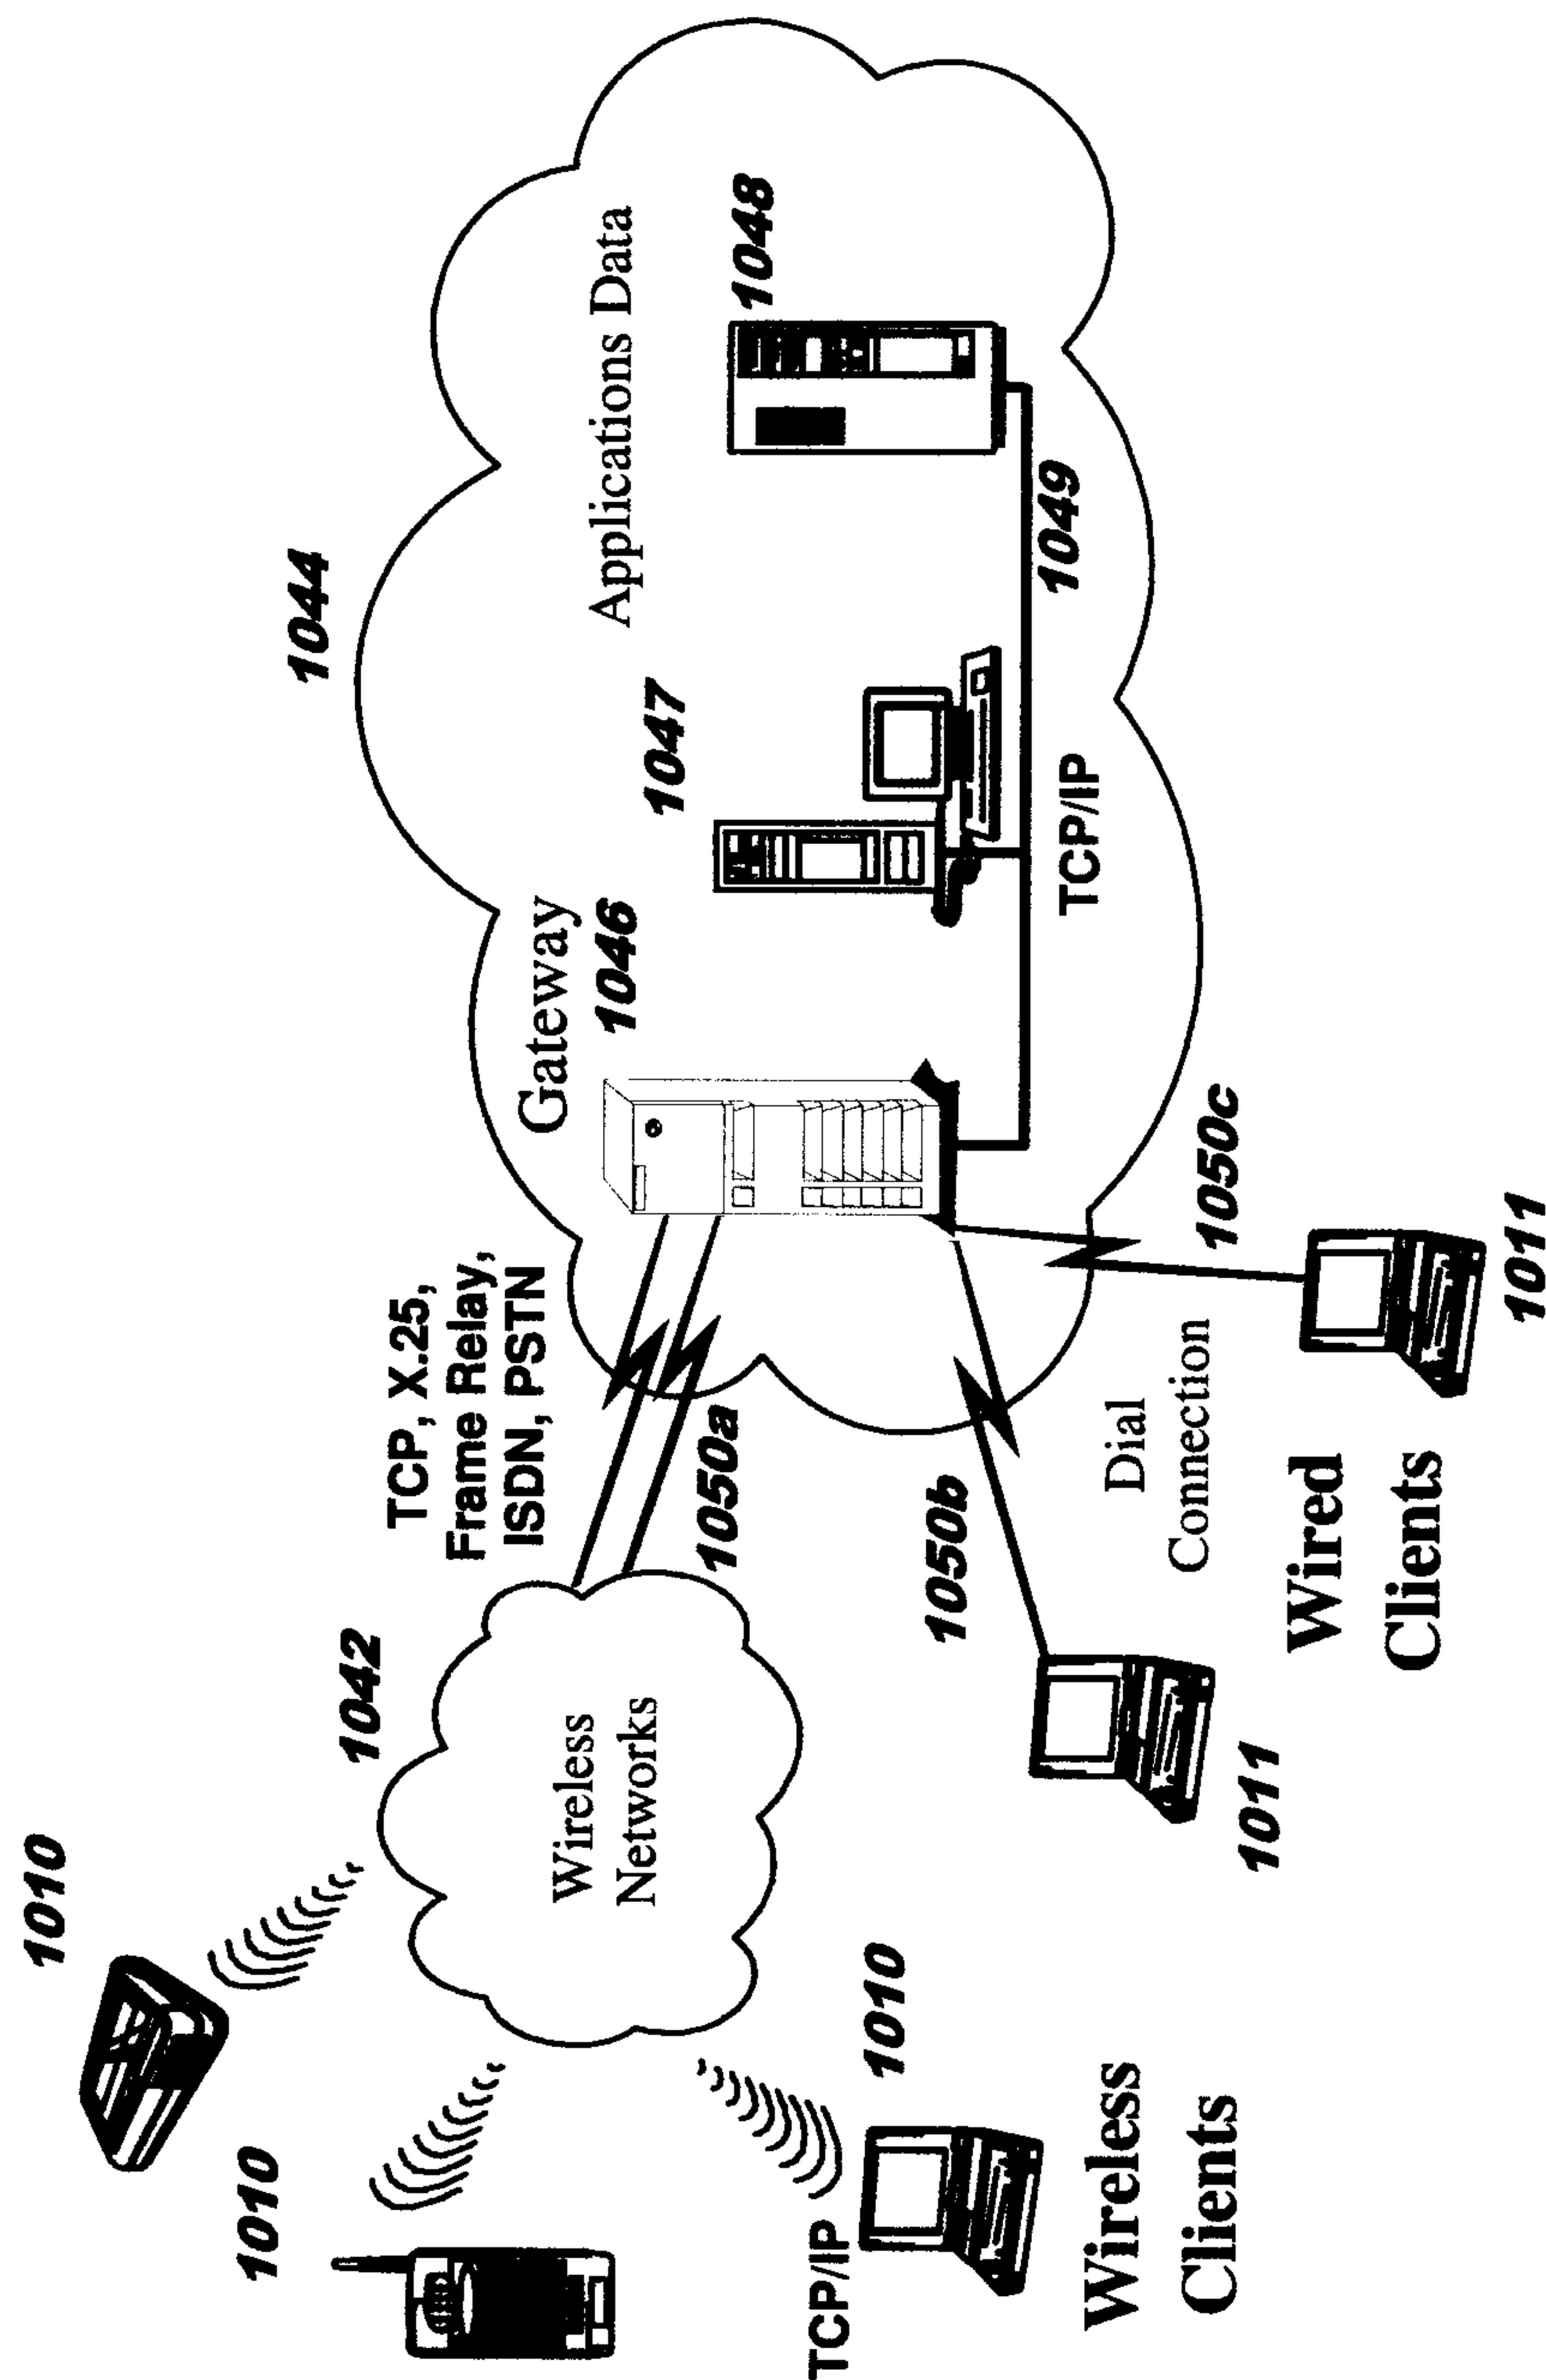 1010
1010
TCP/IP
1010
Wireless
Clients
1042
Wireless
Networks
TCP, X.25,
Frame Relay,
ISDN, PSTN
1050a
1050b
1011
Dial
Connection
Wired
Clients
1050c
1011
1044
Gateway
1046
1047
Applications Data
1048
1049
TCP/IP